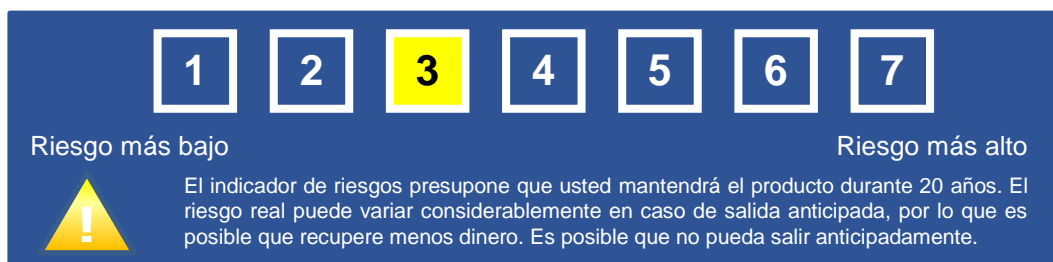 1 2 3 4 5 6 7
Riesgo más bajo Riesgo más alto
!
El indicador de riesgos presupone que usted mantendrá el producto durante 20 años. El
riesgo real puede variar considerablemente en caso de salida anticipada, por lo que es
posible que recupere menos dinero. Es posible que no pueda salir anticipadamente.